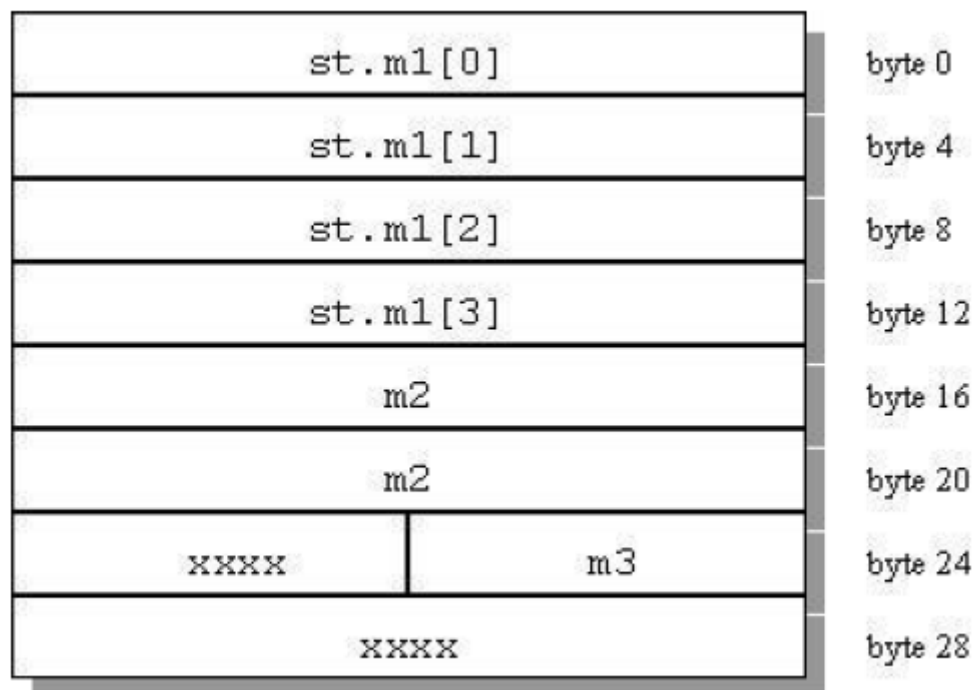 st.m1[0] byte 0
st.m1[1] byte 4
st.m1[2] byte 8
st.m1[3] byte 12
m2 byte 16
m2 byte 20
xxxx m3 byte 24
xxxx byte 28